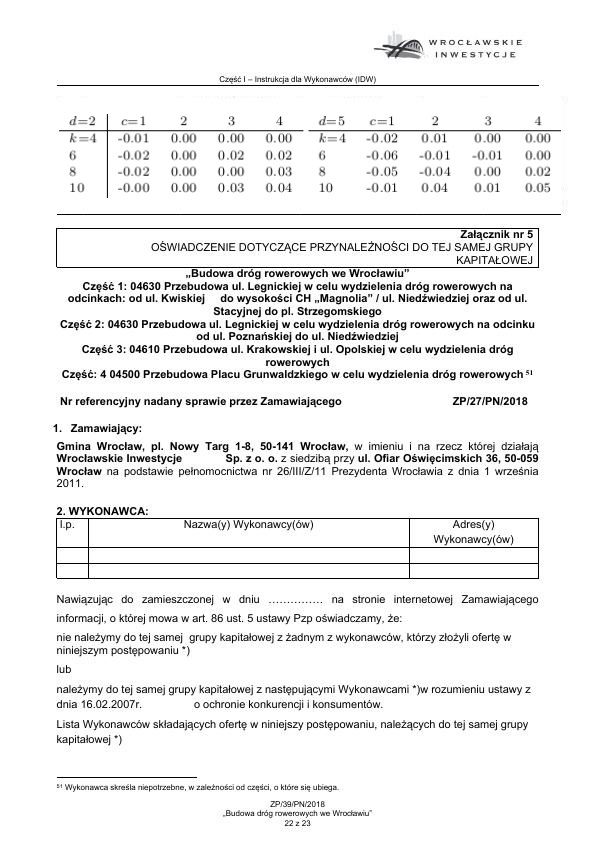 WROCŁAWSKIE
INWESTYCJE
Część I – Instrukcja dla Wykonawców (IDW)
d=2 c=1 2 3 4 d=5 c=1 2 3 4
k=4 -0.01 0.00 0.00 0.00 k=4 -0.02 0.01 0.00 0.00
6 -0.02 0.00 0.02 0.02 6 -0.06 -0.01 -0.01 0.00
8 -0.02 0.00 0.00 0.03 8 -0.05 -0.04 0.00 0.02
10 -0.00 0.00 0.03 0.04 10 -0.01 0.04 0.01 0.05
Załącznik nr 5
OŚWIADCZENIE DOTYCZĄCE PRZYNALEŻNOŚCI DO TEJ SAMEJ GRUPY
KAPITAŁOWEJ
„Budowa dróg rowerowych we Wrocławiu”
Część 1: 04630 Przebudowa ul. Legnickiej w celu wydzielenia dróg rowerowych na
odcinkach: od ul. Kwiskiej do wysokości CH „Magnolia” / ul. Niedźwiedziej oraz od ul.
Stacyjnej do pl. Strzegomskiego
Część 2: 04630 Przebudowa ul. Legnickiej w celu wydzielenia dróg rowerowych na odcinku
od ul. Poznańskiej do ul. Niedźwiedziej
Część 3: 04610 Przebudowa ul. Krakowskiej i ul. Opolskiej w celu wydzielenia dróg
rowerowych
Część: 4 04500 Przebudowa Placu Grunwaldzkiego w celu wydzielenia dróg rowerowych 51
Nr referencyjny nadany sprawie przez Zamawiającego ZP/27/PN/2018
1. Zamawiający:
Gmina Wrocław, pl. Nowy Targ 1-8, 50-141 Wrocław, w imieniu i na rzecz której działają
Wrocławskie Inwestycje Sp. z o. o. z siedzibą przy ul. Ofiar Oświęcimskich 36, 50-059
Wrocław na podstawie pełnomocnictwa nr 26/III/Z/11 Prezydenta Wrocławia z dnia 1 września
2011.
2. WYKONAWCA:
l.p. Nazwa(y) Wykonawcy(ów) Adres(y)
Wykonawcy(ów)
Nawiązując do zamieszczonej w dniu …………… na stronie internetowej Zamawiającego
informacji, o której mowa w art. 86 ust. 5 ustawy Pzp oświadczamy, że:
nie należymy do tej samej grupy kapitałowej z żadnym z wykonawców, którzy złożyli ofertę w
niniejszym postępowaniu *)
lub
należymy do tej samej grupy kapitałowej z następującymi Wykonawcami *)w rozumieniu ustawy z
dnia 16.02.2007r. o ochronie konkurencji i konsumentów.
Lista Wykonawców składających ofertę w niniejszy postępowaniu, należących do tej samej grupy
kapitałowej *)
51 Wykonawca skreśla niepotrzebne, w zależności od części, o które się ubiega.
ZP/39/PN/2018
„Budowa dróg rowerowych we Wrocławiu”
22 z 23